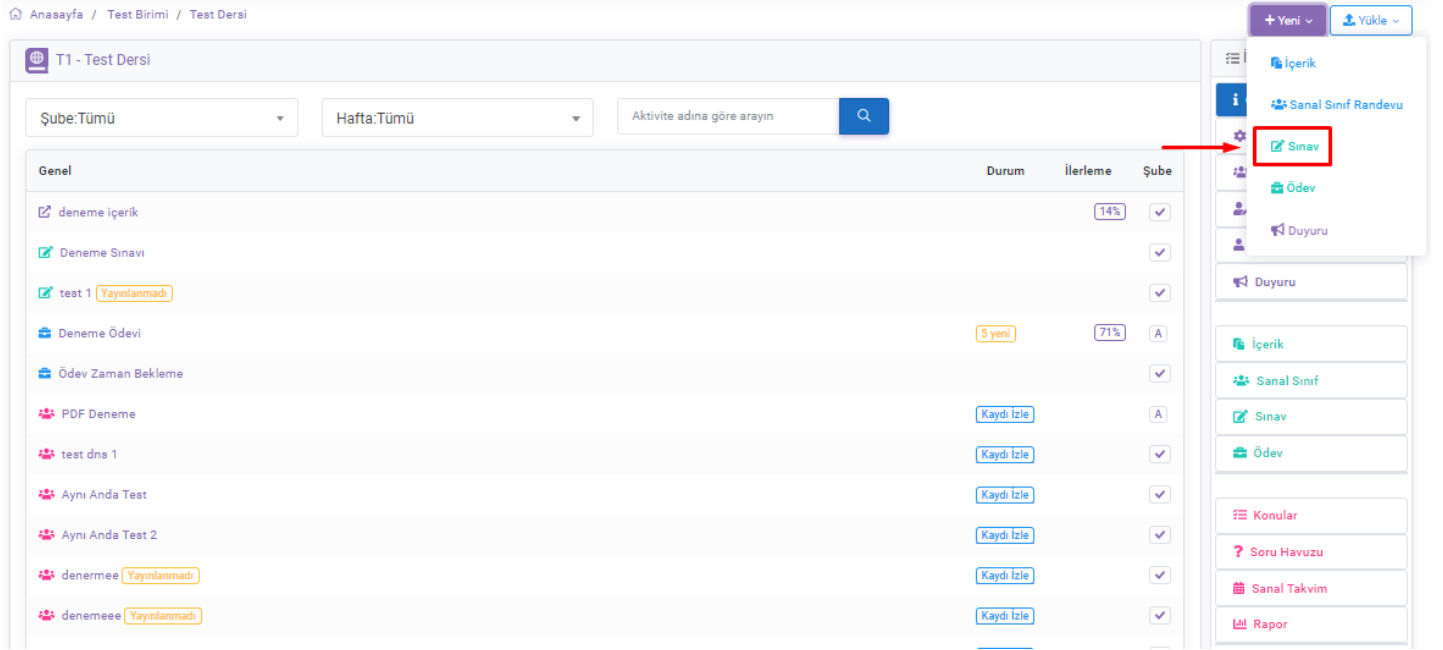 Anasayfa / Test Birimi / Test Dersi
+ Yeni
Yükle
T1 - Test Dersi
Şube:Tümü
Hafta:Tümü
Aktivite adına göre arayın
Genel Durum İlerleme Şube
deneme içerik 14%
Deneme Sınavı
test 1 Yayınlanmadı
Deneme Ödevi 5 yeni 71% A
Ödev Zaman Bekleme
PDF Deneme Kaydı İzle A
test dns 1 Kaydı İzle
Aynı Anda Test Kaydı İzle
Aynı Anda Test 2 Kaydı İzle
denermee Yayınlanmadı Kaydı İzle
denemeee Yayınlanmadı Kaydı İzle
İçerik
Sanal Sınıf Randevu
Sınav
Ödev
Duyuru
Duyuru
İçerik
Sanal Sınıf
Sınav
Ödev
Konular
? Soru Havuzu
Sanal Takvim
Rapor